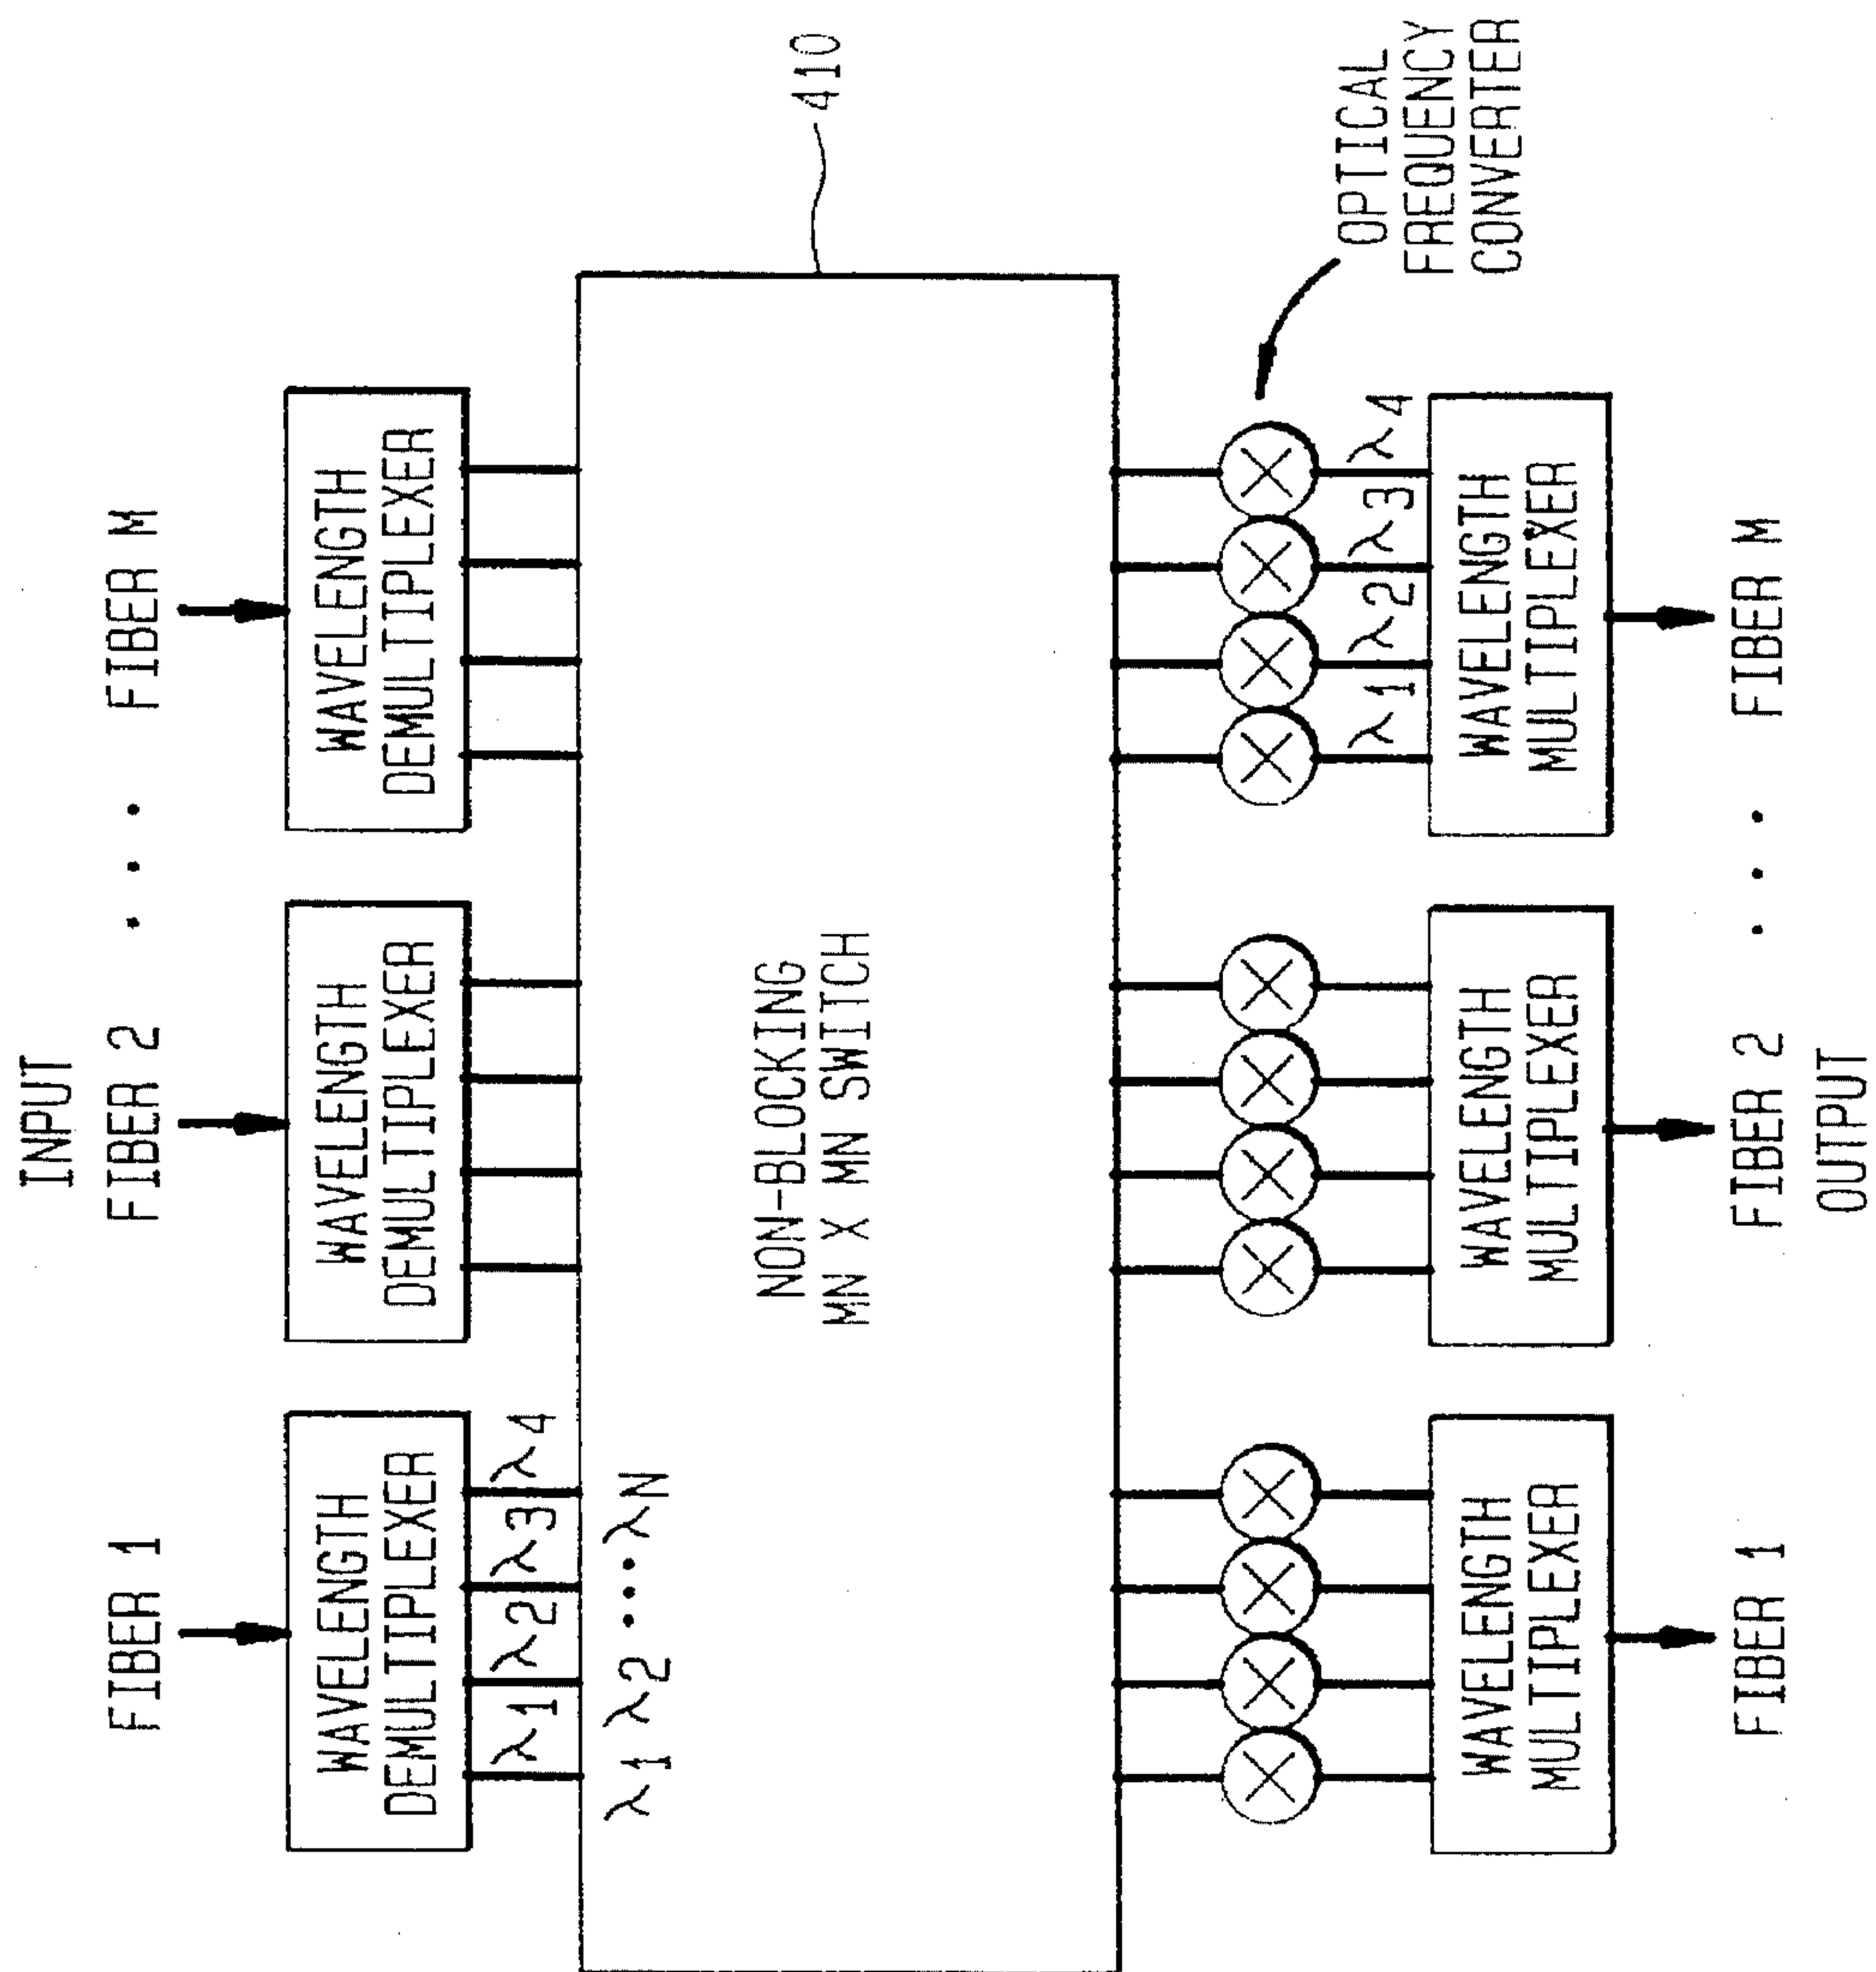 INPUT
FIBER 1
FIBER 2
• • •
FIBER M
WAVELENGTH
DEMULTIPLEXER
WAVELENGTH
DEMULTIPLEXER
WAVELENGTH
DEMULTIPLEXER
λ1
λ2
λ3
λ4
λ1 λ2 ••• λN
410
NON-BLOCKING
MN X MN SWITCH
OPTICAL
FREQUENCY
CONVERTER
λ1
λ2
λ3
λ4
WAVELENGTH
MULTIPLEXER
WAVELENGTH
MULTIPLEXER
WAVELENGTH
MULTIPLEXER
FIBER 1
FIBER 2
• • •
FIBER M
OUTPUT